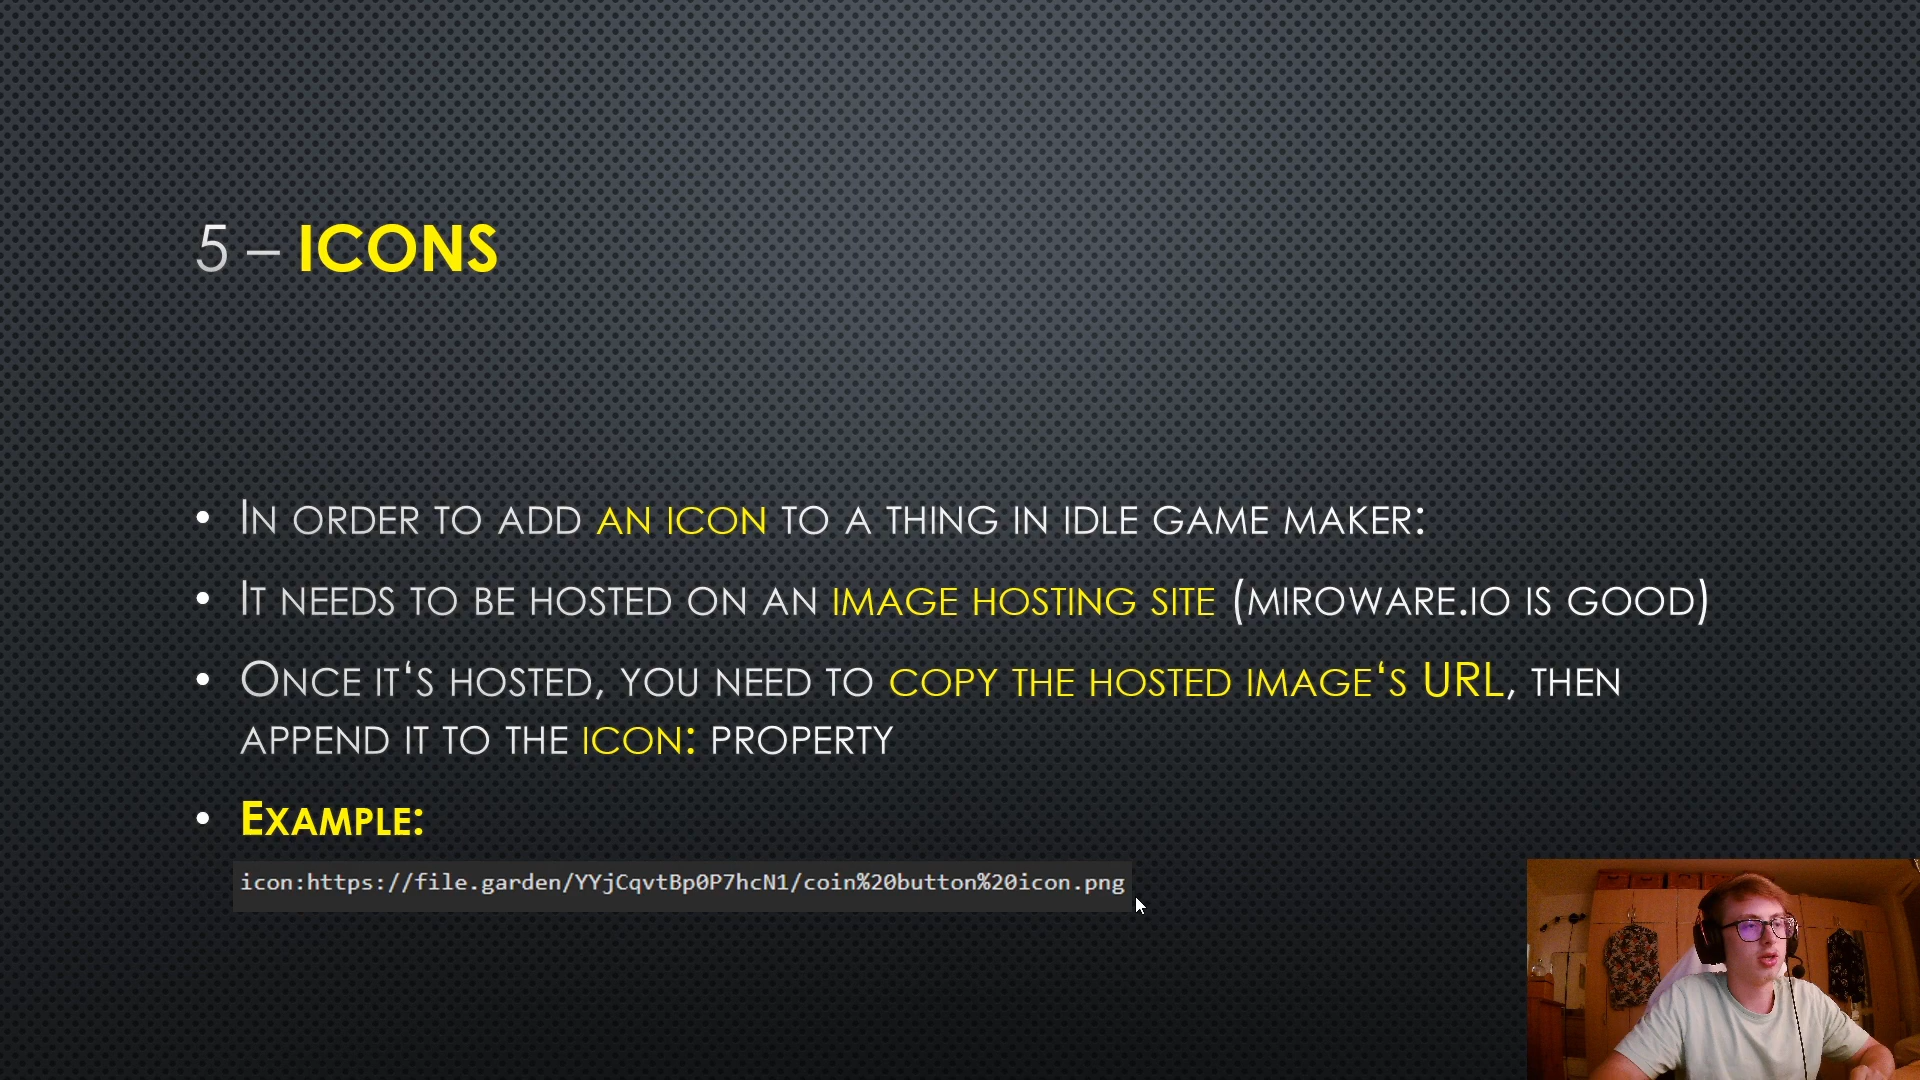 5 – ICONS
• IN ORDER TO ADD AN ICON TO A THING IN IDLE GAME MAKER:
• IT NEEDS TO BE HOSTED ON AN IMAGE HOSTING SITE (MIROWARE.IO IS GOOD)
• ONCE IT‘S HOSTED, YOU NEED TO COPY THE HOSTED IMAGE‘S URL, THEN
APPEND IT TO THE ICON: PROPERTY
• EXAMPLE:
icon:https://file.garden/YYjCqvtBp0P7hcN1/coin%20button%20icon.png